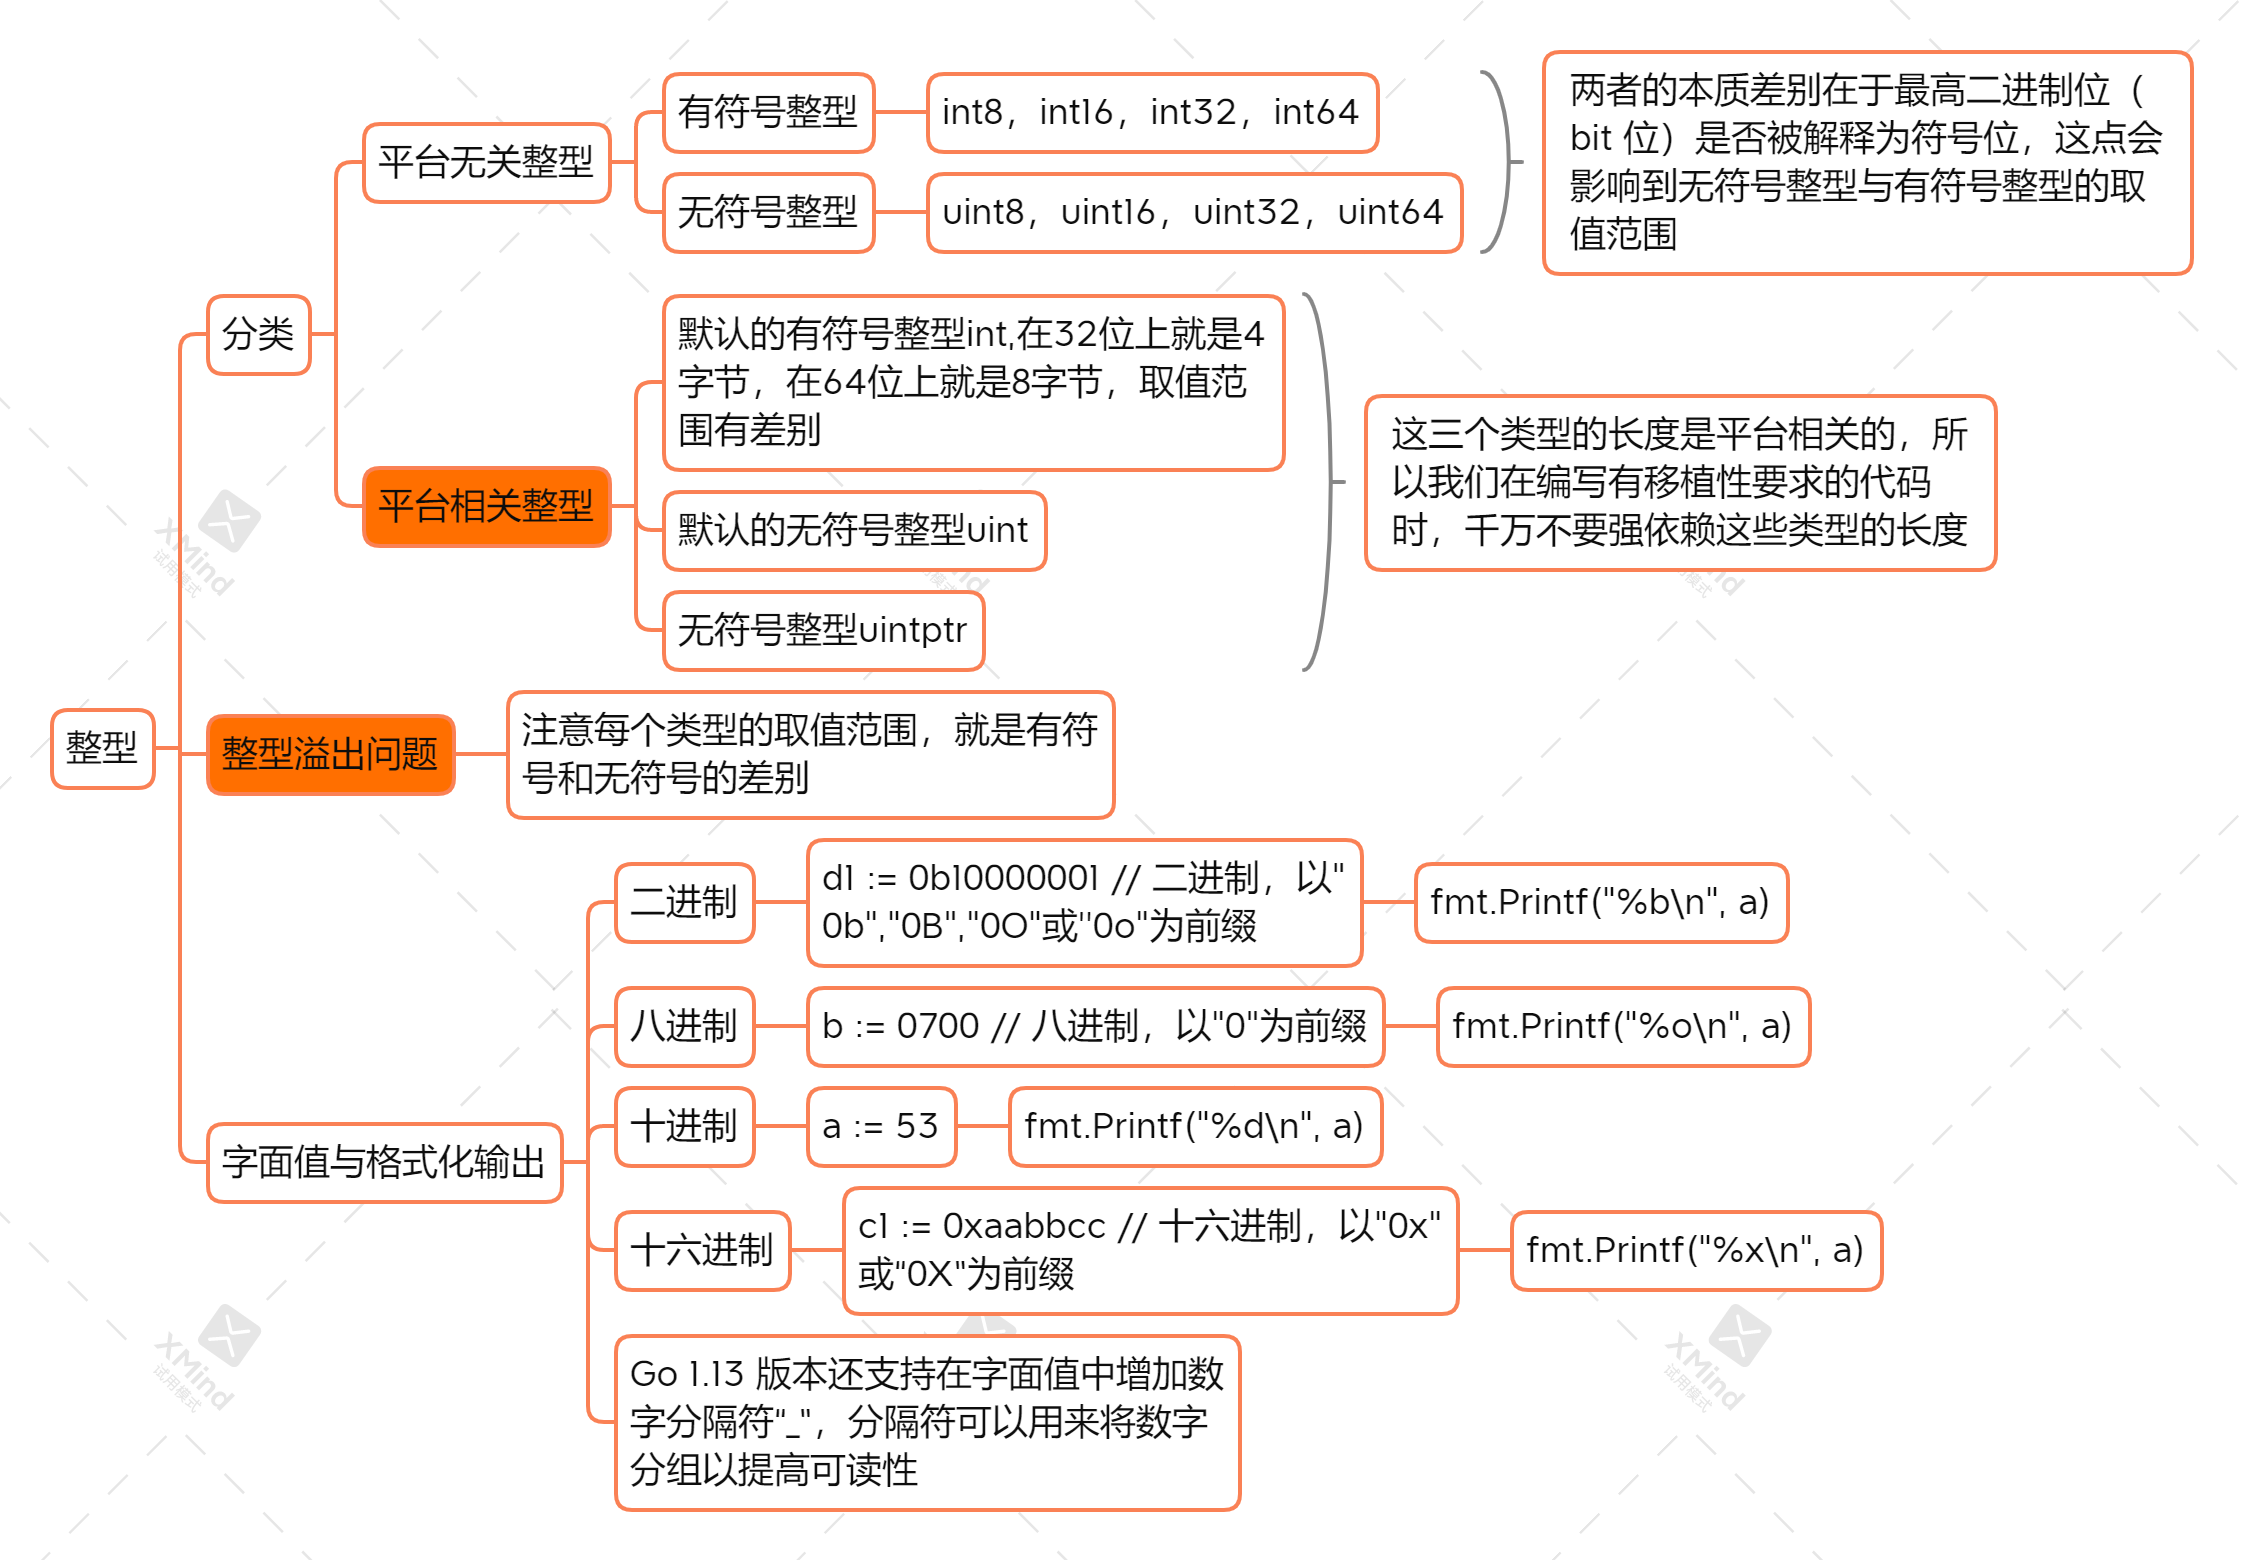 整型
分类
平台无关整型
有符号整型
int8，int16，int32，int64
无符号整型
uint8，uint16，uint32，uint64
两者的本质差别在于最高二进制位（
bit 位）是否被解释为符号位，这点会
影响到无符号整型与有符号整型的取
值范围
平台相关整型
默认的有符号整型int,在32位上就是4
字节，在64位上就是8字节，取值范
围有差别
默认的无符号整型uint
无符号整型uintptr
这三个类型的长度是平台相关的，所
以我们在编写有移植性要求的代码
时，千万不要强依赖这些类型的长度
整型溢出问题
注意每个类型的取值范围，就是有符
号和无符号的差别
字面值与格式化输出
二进制
d1 := 0b10000001 // 二进制，以"
0b","0B","0O"或"0o"为前缀
fmt.Printf("%b\n", a)
八进制
b := 0700 // 八进制，以"0"为前缀
fmt.Printf("%o\n", a)
十进制
a := 53
fmt.Printf("%d\n", a)
十六进制
c1 := 0xaabbcc // 十六进制，以"0x"
或"0X"为前缀
fmt.Printf("%x\n", a)
Go 1.13 版本还支持在字面值中增加数
字分隔符“_”，分隔符可以用来将数字
分组以提高可读性
XMind
试用模式
XMind
试用模式
XMind
试用模式